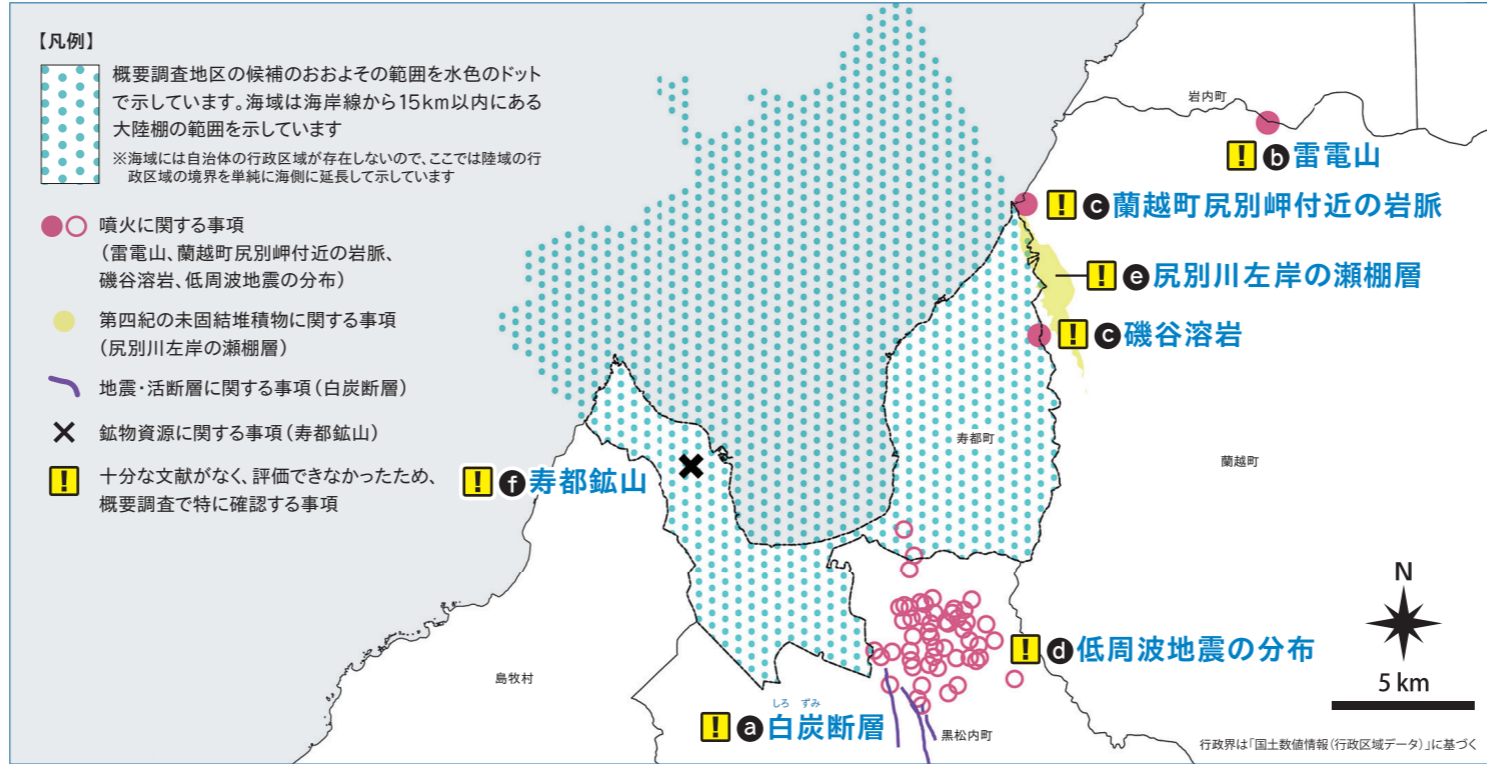 【凡例】
概要調査地区の候補のおおよその範囲を水色のドット
で示しています。海域は海岸線から15km以内にある
大陸棚の範囲を示しています
※海域には自治体の行政区域が存在しないので、ここでは陸域の行
政区域の境界を単純に海側に延長して示しています
噴火に関する事項
（雷電山、蘭越町尻別岬付近の岩脈、
磯谷溶岩、低周波地震の分布）
第四紀の未固結堆積物に関する事項
（尻別川左岸の瀬棚層）
地震・活断層に関する事項（白炭断層）
鉱物資源に関する事項（寿都鉱山）
! 十分な文献がなく、評価できなかったため、
概要調査で特に確認する事項
岩内町
! b 雷電山
! c 蘭越町尻別岬付近の岩脈
! e 尻別川左岸の瀬棚層
! c 磯谷溶岩
寿都町
蘭越町
! f 寿都鉱山
! d 低周波地震の分布
島牧村
しろ ずみ
! a 白炭断層
黒松内町
N
5 km
行政界は「国土数値情報（行政区域データ）」に基づく